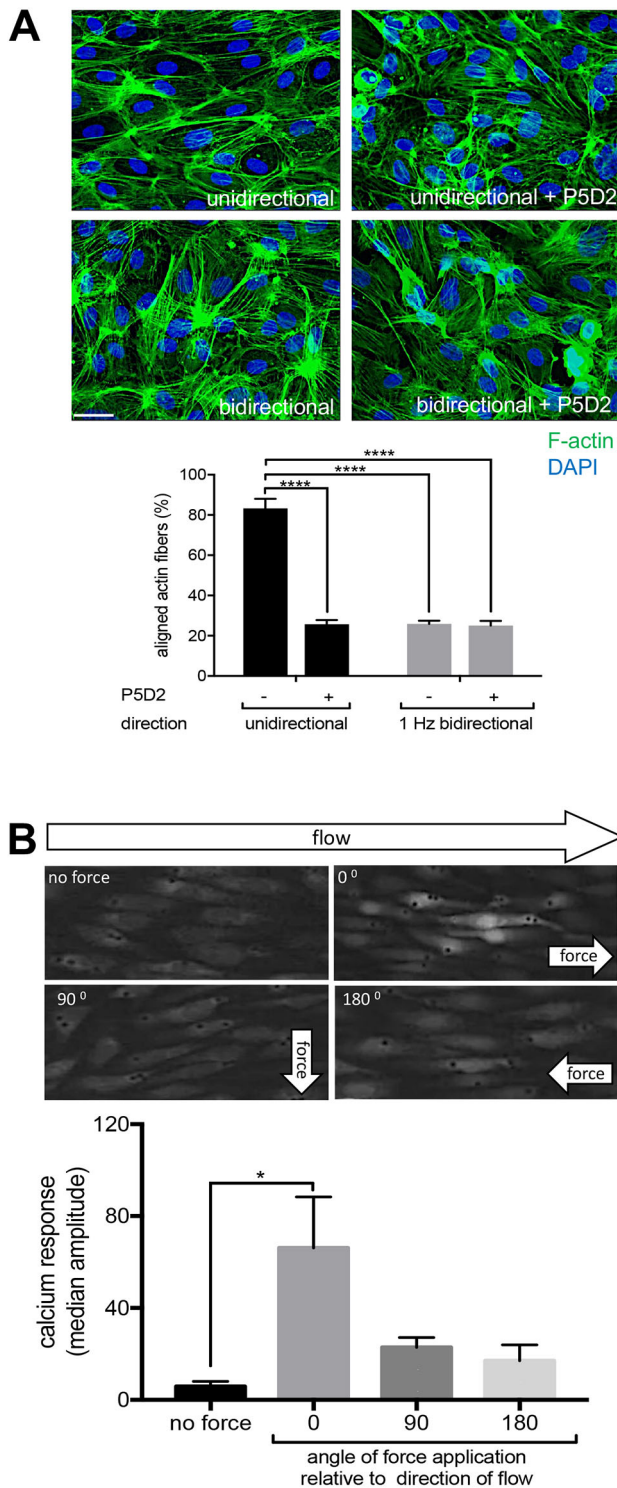 A
unidirectional
unidirectional + P5D2
bidirectional
bidirectional + P5D2
F-actin
DAPI
****
****
****
100
80
60
40
20
0
aligned actin fibers (%)
P5D2 - + - +
direction unidirectional 1 Hz bidirectional
B
flow
no force
0 ⁰
force
90 ⁰
force
180 ⁰
force
120
80
40
0
calcium response
(median amplitude)
*
no force 0 90 180
angle of force application
relative to direction of flow